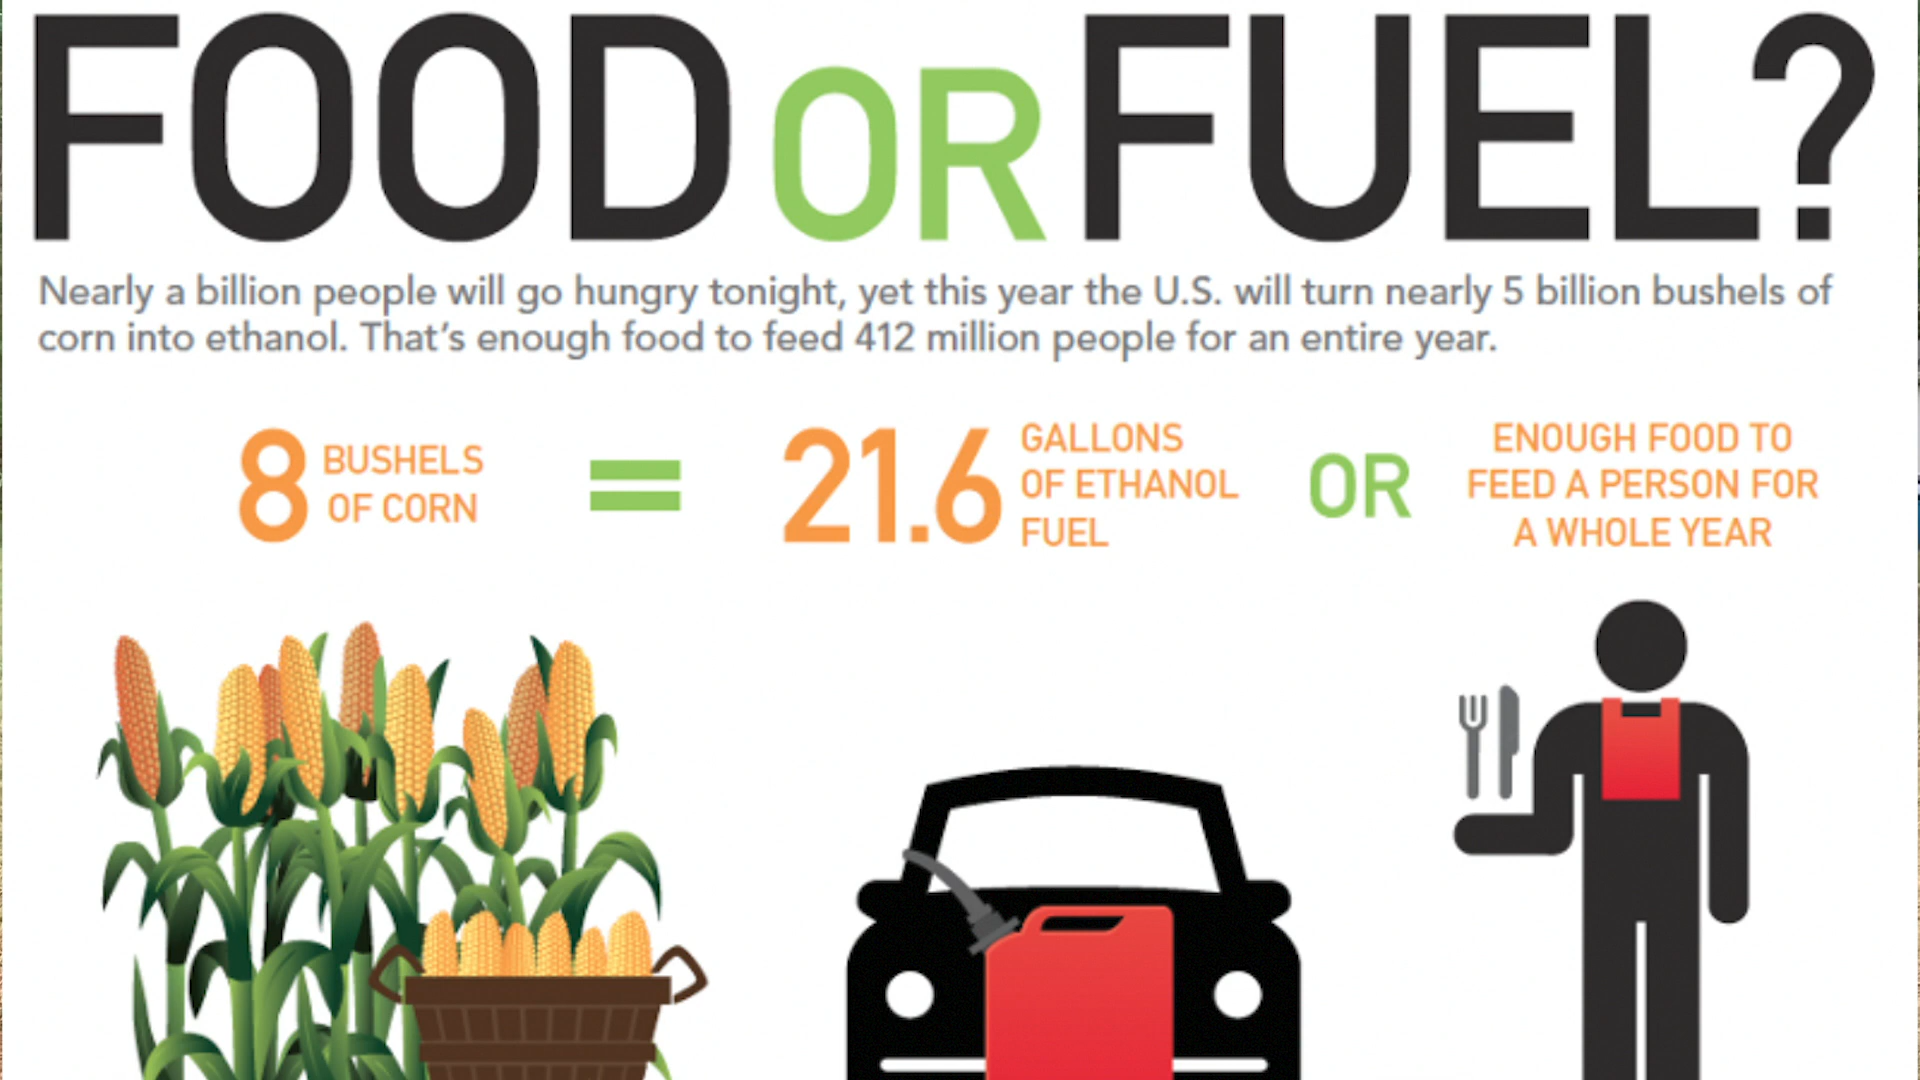 FOOD OR FUEL?
Nearly a billion people will go hungry tonight, yet this year the U.S. will turn nearly 5 billion bushels of
corn into ethanol. That's enough food to feed 412 million people for an entire year.
8 BUSHELS
OF CORN
=
21.6 GALLONS
OF ETHANOL
FUEL
OR
ENOUGH FOOD TO
FEED A PERSON FOR
A WHOLE YEAR